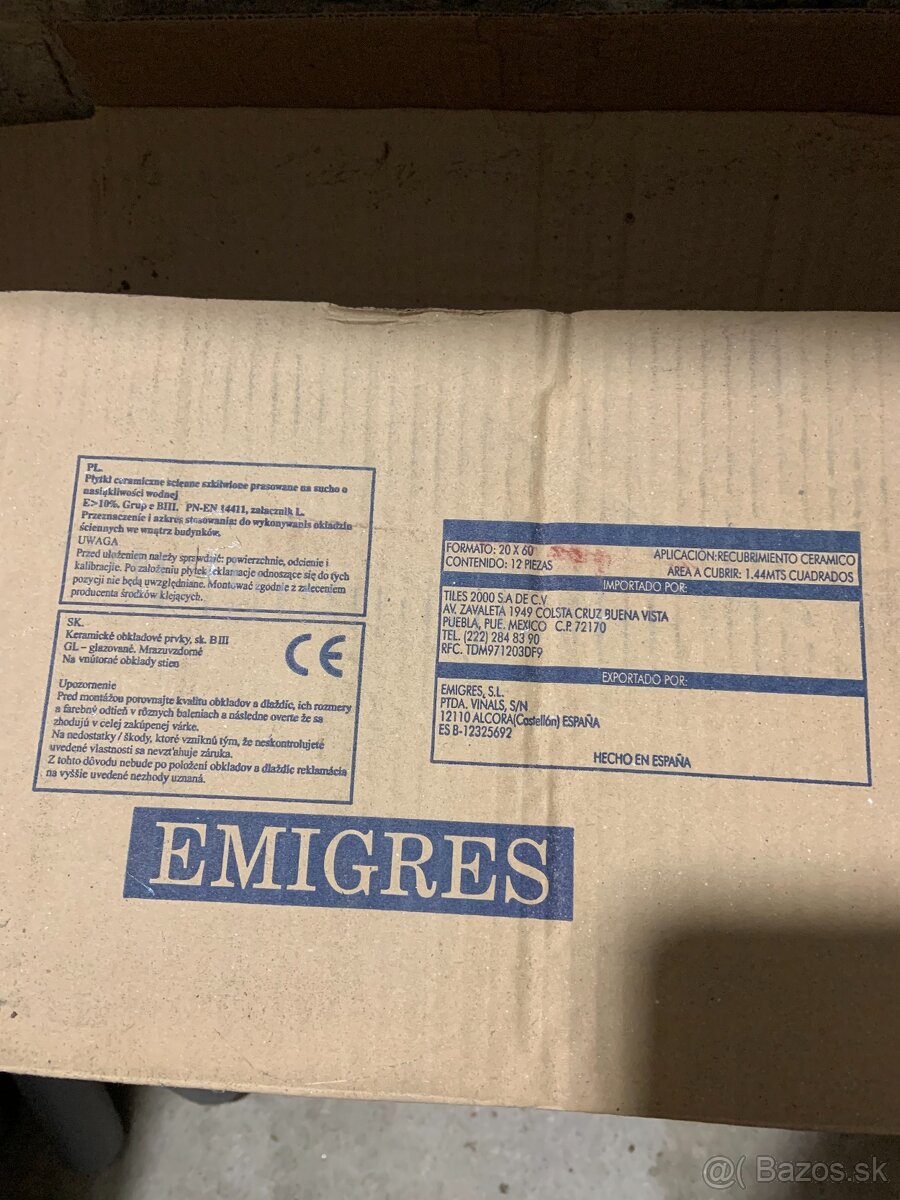 PL.
Płytki ceramiczne ścienne szkliwione prasowane na sucho o
nasiąkliwości wodnej
E>10%. Grup e BIII. PN-EN 14411, załacznik L.
Przeznaczenie i azkres stosowania: do wykonywania okładzin
ściennych we wnątrz budynków.
UWAGA
Przed ułożeniem należy sprawdzić: powierzchnie, odcienie i
kalibracije. Po założeniu płytek reklamacje odnoszące się do tych
pozycji nie będą uwzględniane. Montować zgodnie z zaleceniem
producenta środków klejących.
SK.
Keramické obkladové prvky, sk. B III
GL – glazované. Mrazuvzdorné
Na vnútorné obklady stien
CE
Upozornenie
Pred montážou porovnajte kvalitu obkladov a dlaždíc, ich rozmery
a farebný odtieň v rôznych baleniach a následne overte že sa
zhodujú v celej zakúpenej várke.
Na nedostatky / škody, ktoré vzniknú tým, že neskontrolujete
uvedené vlastnosti sa nevzťahuje záruka.
Z tohto dôvodu nebude po položení obkladov a dlaždíc reklamácia
na vyššie uvedené nezhody uznaná.
FORMATO: 20 X 60 APLICACIÓN:RECUBRIMIENTO CERAMICO
CONTENIDO: 12 PIEZAS AREA A CUBRIR: 1.44MTS CUADRADOS
IMPORTADO POR:
TILES 2000 S.A DE C.V
AV. ZAVALETA 1949 COLSTA CRUZ BUENA VISTA
PUEBLA, PUE. MEXICO C.P. 72170
TEL. (222) 284 83 90
RFC. TDM971203DF9
EXPORTADO POR:
EMIGRES, S.L.
PTDA. VIÑALS, S/N
12110 ALCORA(Castellón) ESPAÑA
ES B-12325692
HECHO EN ESPAÑA
EMIGRES
@( Bazos.sk